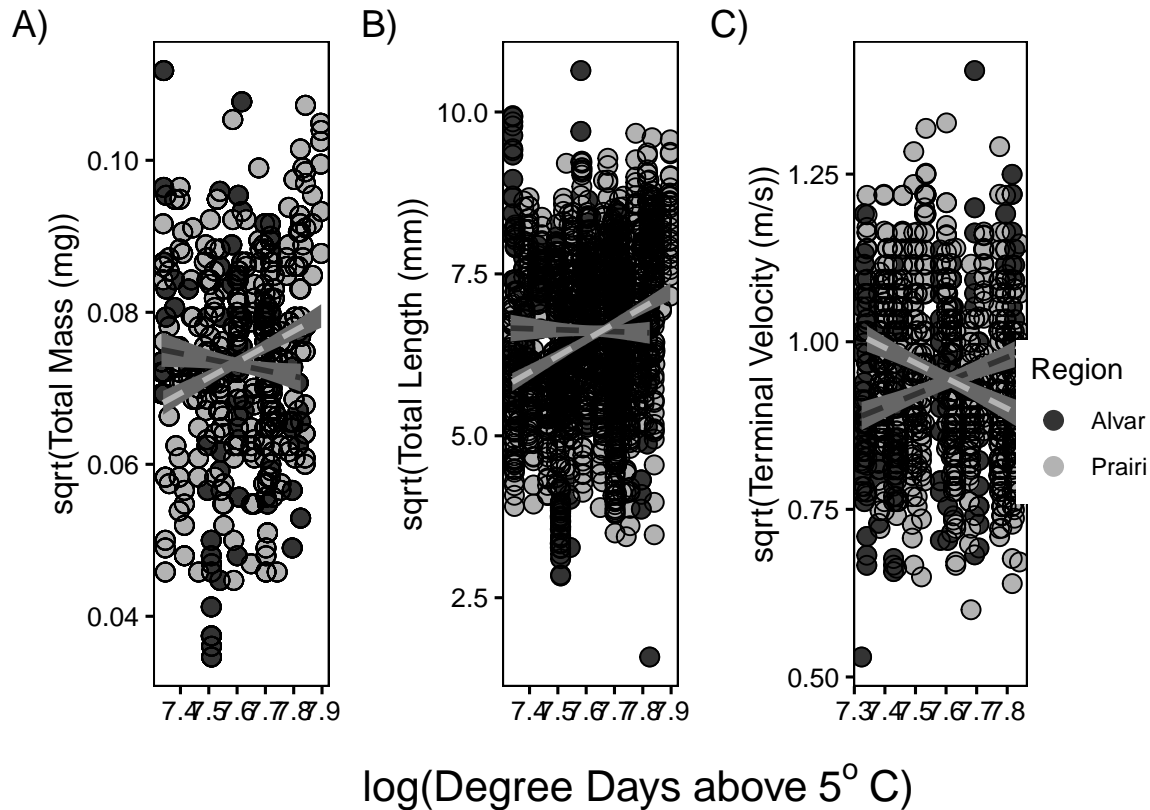 A)
B)
C)
sqrt(Total Mass (mg))
0.10
0.08
0.06
0.04
7.4 7.5 7.6 7.7 7.8 7.9
sqrt(Total Length (mm))
10.0
7.5
5.0
2.5
7.4 7.5 7.6 7.7 7.8 7.9
sqrt(Terminal Velocity (m/s))
1.25
1.00
0.75
0.50
7.3 7.4 7.5 7.6 7.7 7.8
Region
Alvar
Prairi
log(Degree Days above 5° C)